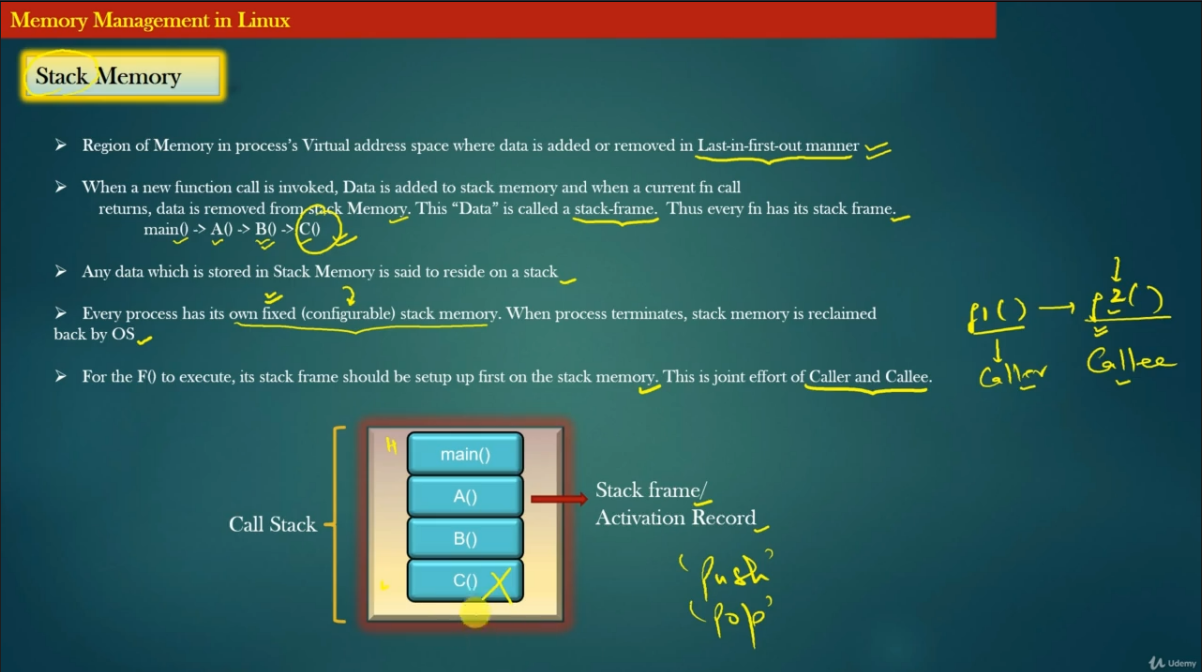 Memory Management in Linux
Stack Memory
➢ Region of Memory in process's Virtual address space where data is added or removed in Last-in-first-out manner
➢ When a new function call is invoked, Data is added to stack memory and when a current fn call
returns, data is removed from stack Memory. This “Data” is called a stack-frame. Thus every fn has its stack frame.
main() -> A() -> B() -> C()
➢ Any data which is stored in Stack Memory is said to reside on a stack
➢ Every process has its own fixed (configurable) stack memory. When process terminates, stack memory is reclaimed
back by OS
➢ For the F() to execute, its stack frame should be setup up first on the stack memory. This is joint effort of Caller and Callee.
f1() → f2()
Caller
Callee
H
main()
A()
B()
C()
L
Call Stack
Stack frame/
Activation Record
'push'
'pop'
Udemy